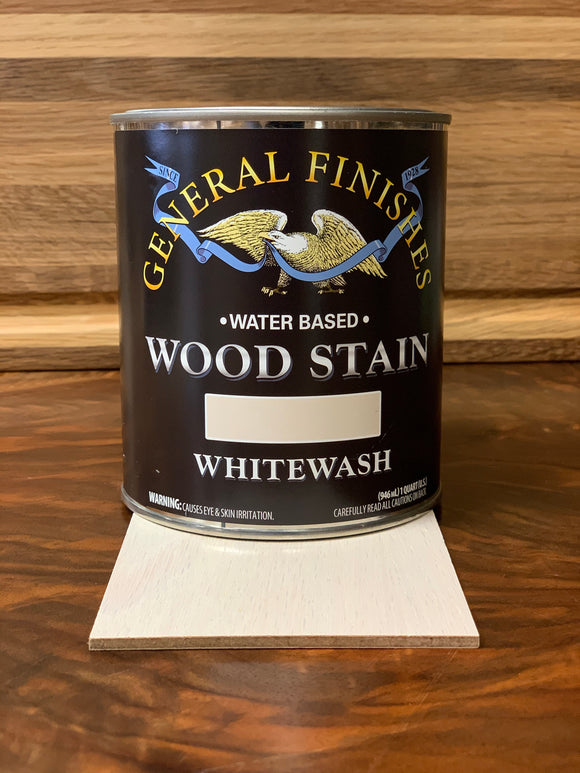 SINCE 1928
GENERAL FINISHES
• WATER BASED •
WOOD STAIN
WHITEWASH
WARNING: CAUSES EYE & SKIN IRRITATION.
(946 mL) 1 QUART (U.S.)
CAREFULLY READ ALL CAUTIONS ON BACK